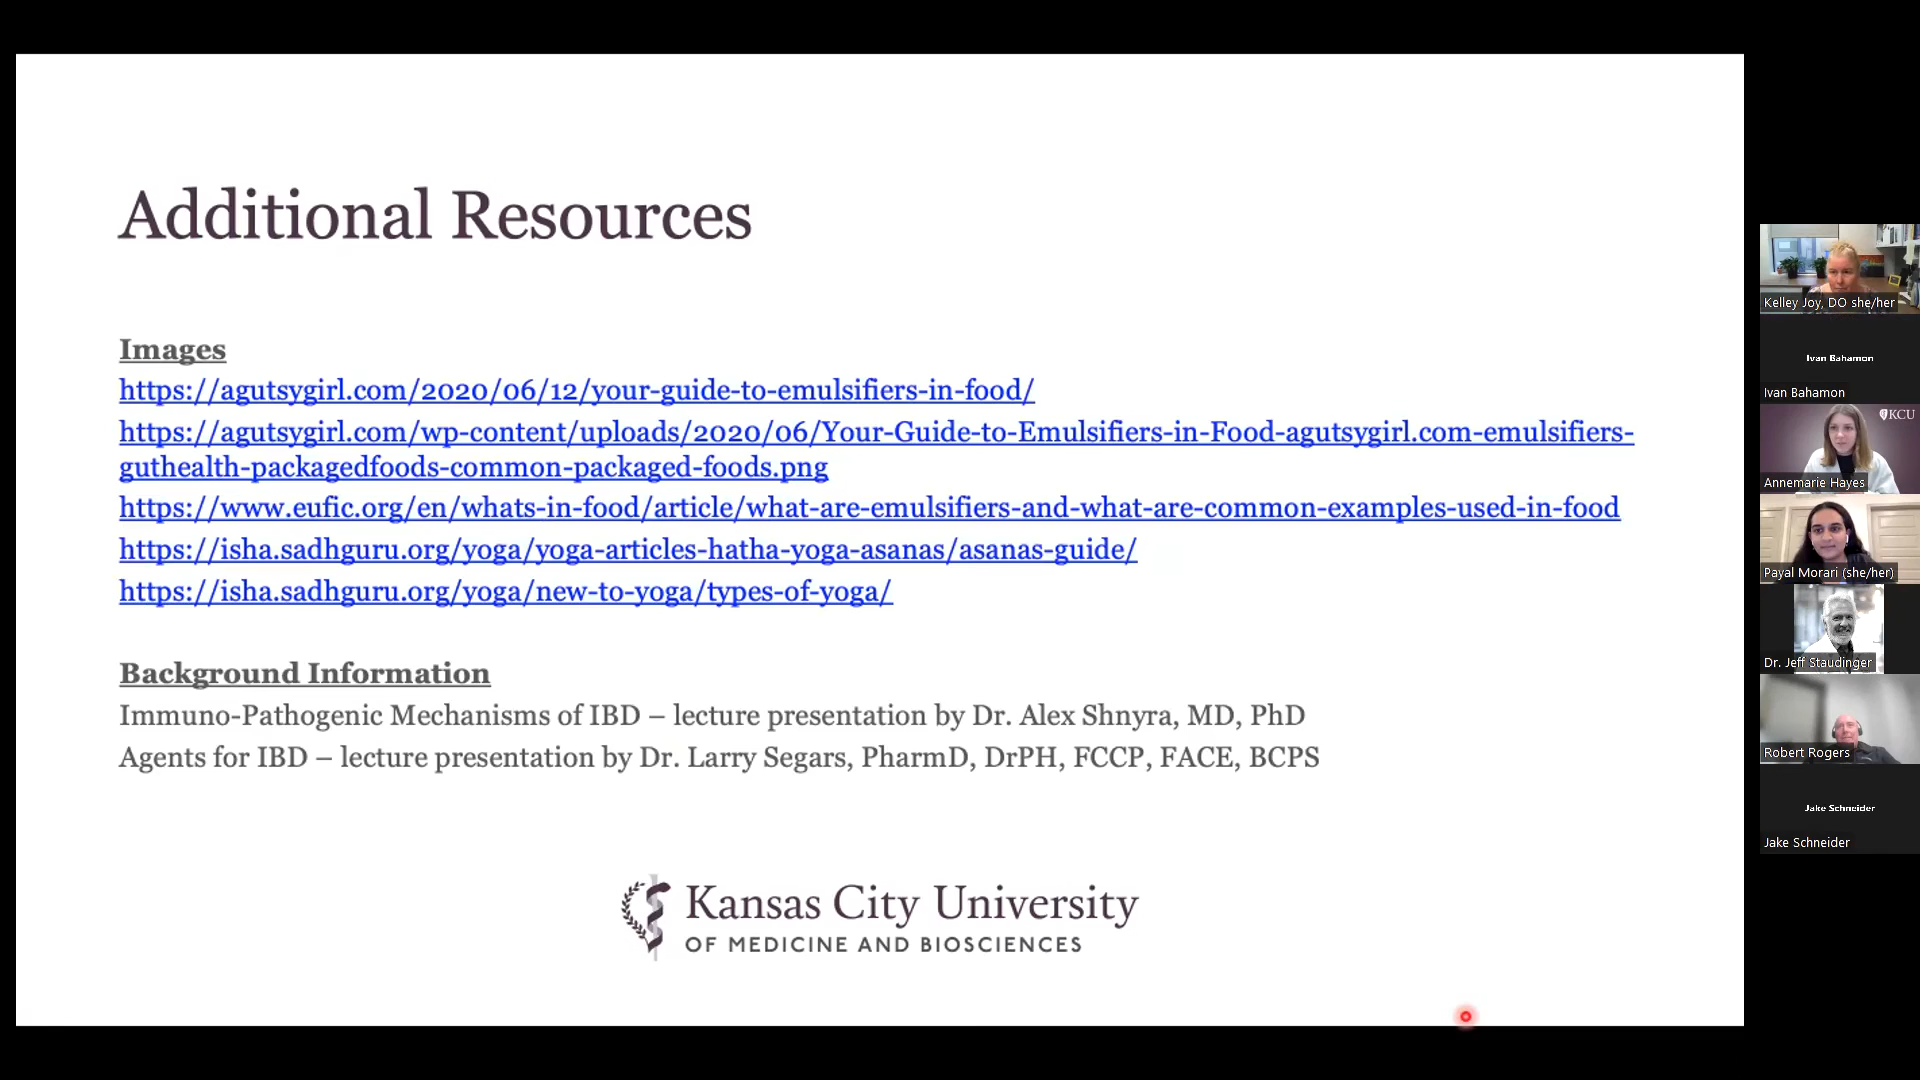 Additional Resources
Images
https://agutsygirl.com/2020/06/12/your-guide-to-emulsifiers-in-food/
https://agutsygirl.com/wp-content/uploads/2020/06/Your-Guide-to-Emulsifiers-in-Food-agutsygirl.com-emulsifiers-
guthealth-packagedfoods-common-packaged-foods.png
https://www.eufic.org/en/whats-in-food/article/what-are-emulsifiers-and-what-are-common-examples-used-in-food
https://isha.sadhguru.org/yoga/yoga-articles-hatha-yoga-asanas/asanas-guide/
https://isha.sadhguru.org/yoga/new-to-yoga/types-of-yoga/
Background Information
Immuno-Pathogenic Mechanisms of IBD – lecture presentation by Dr. Alex Shnyra, MD, PhD
Agents for IBD – lecture presentation by Dr. Larry Segars, PharmD, DrPH, FCCP, FACE, BCPS
Kansas City University
OF MEDICINE AND BIOSCIENCES
Kelley Joy, DO she/her
Ivan Bahamon
Ivan Bahamon
KCU
Annemarie Hayes
Payal Morari (she/her)
Dr. Jeff Staudinger
Robert Rogers
Jake Schneider
Jake Schneider